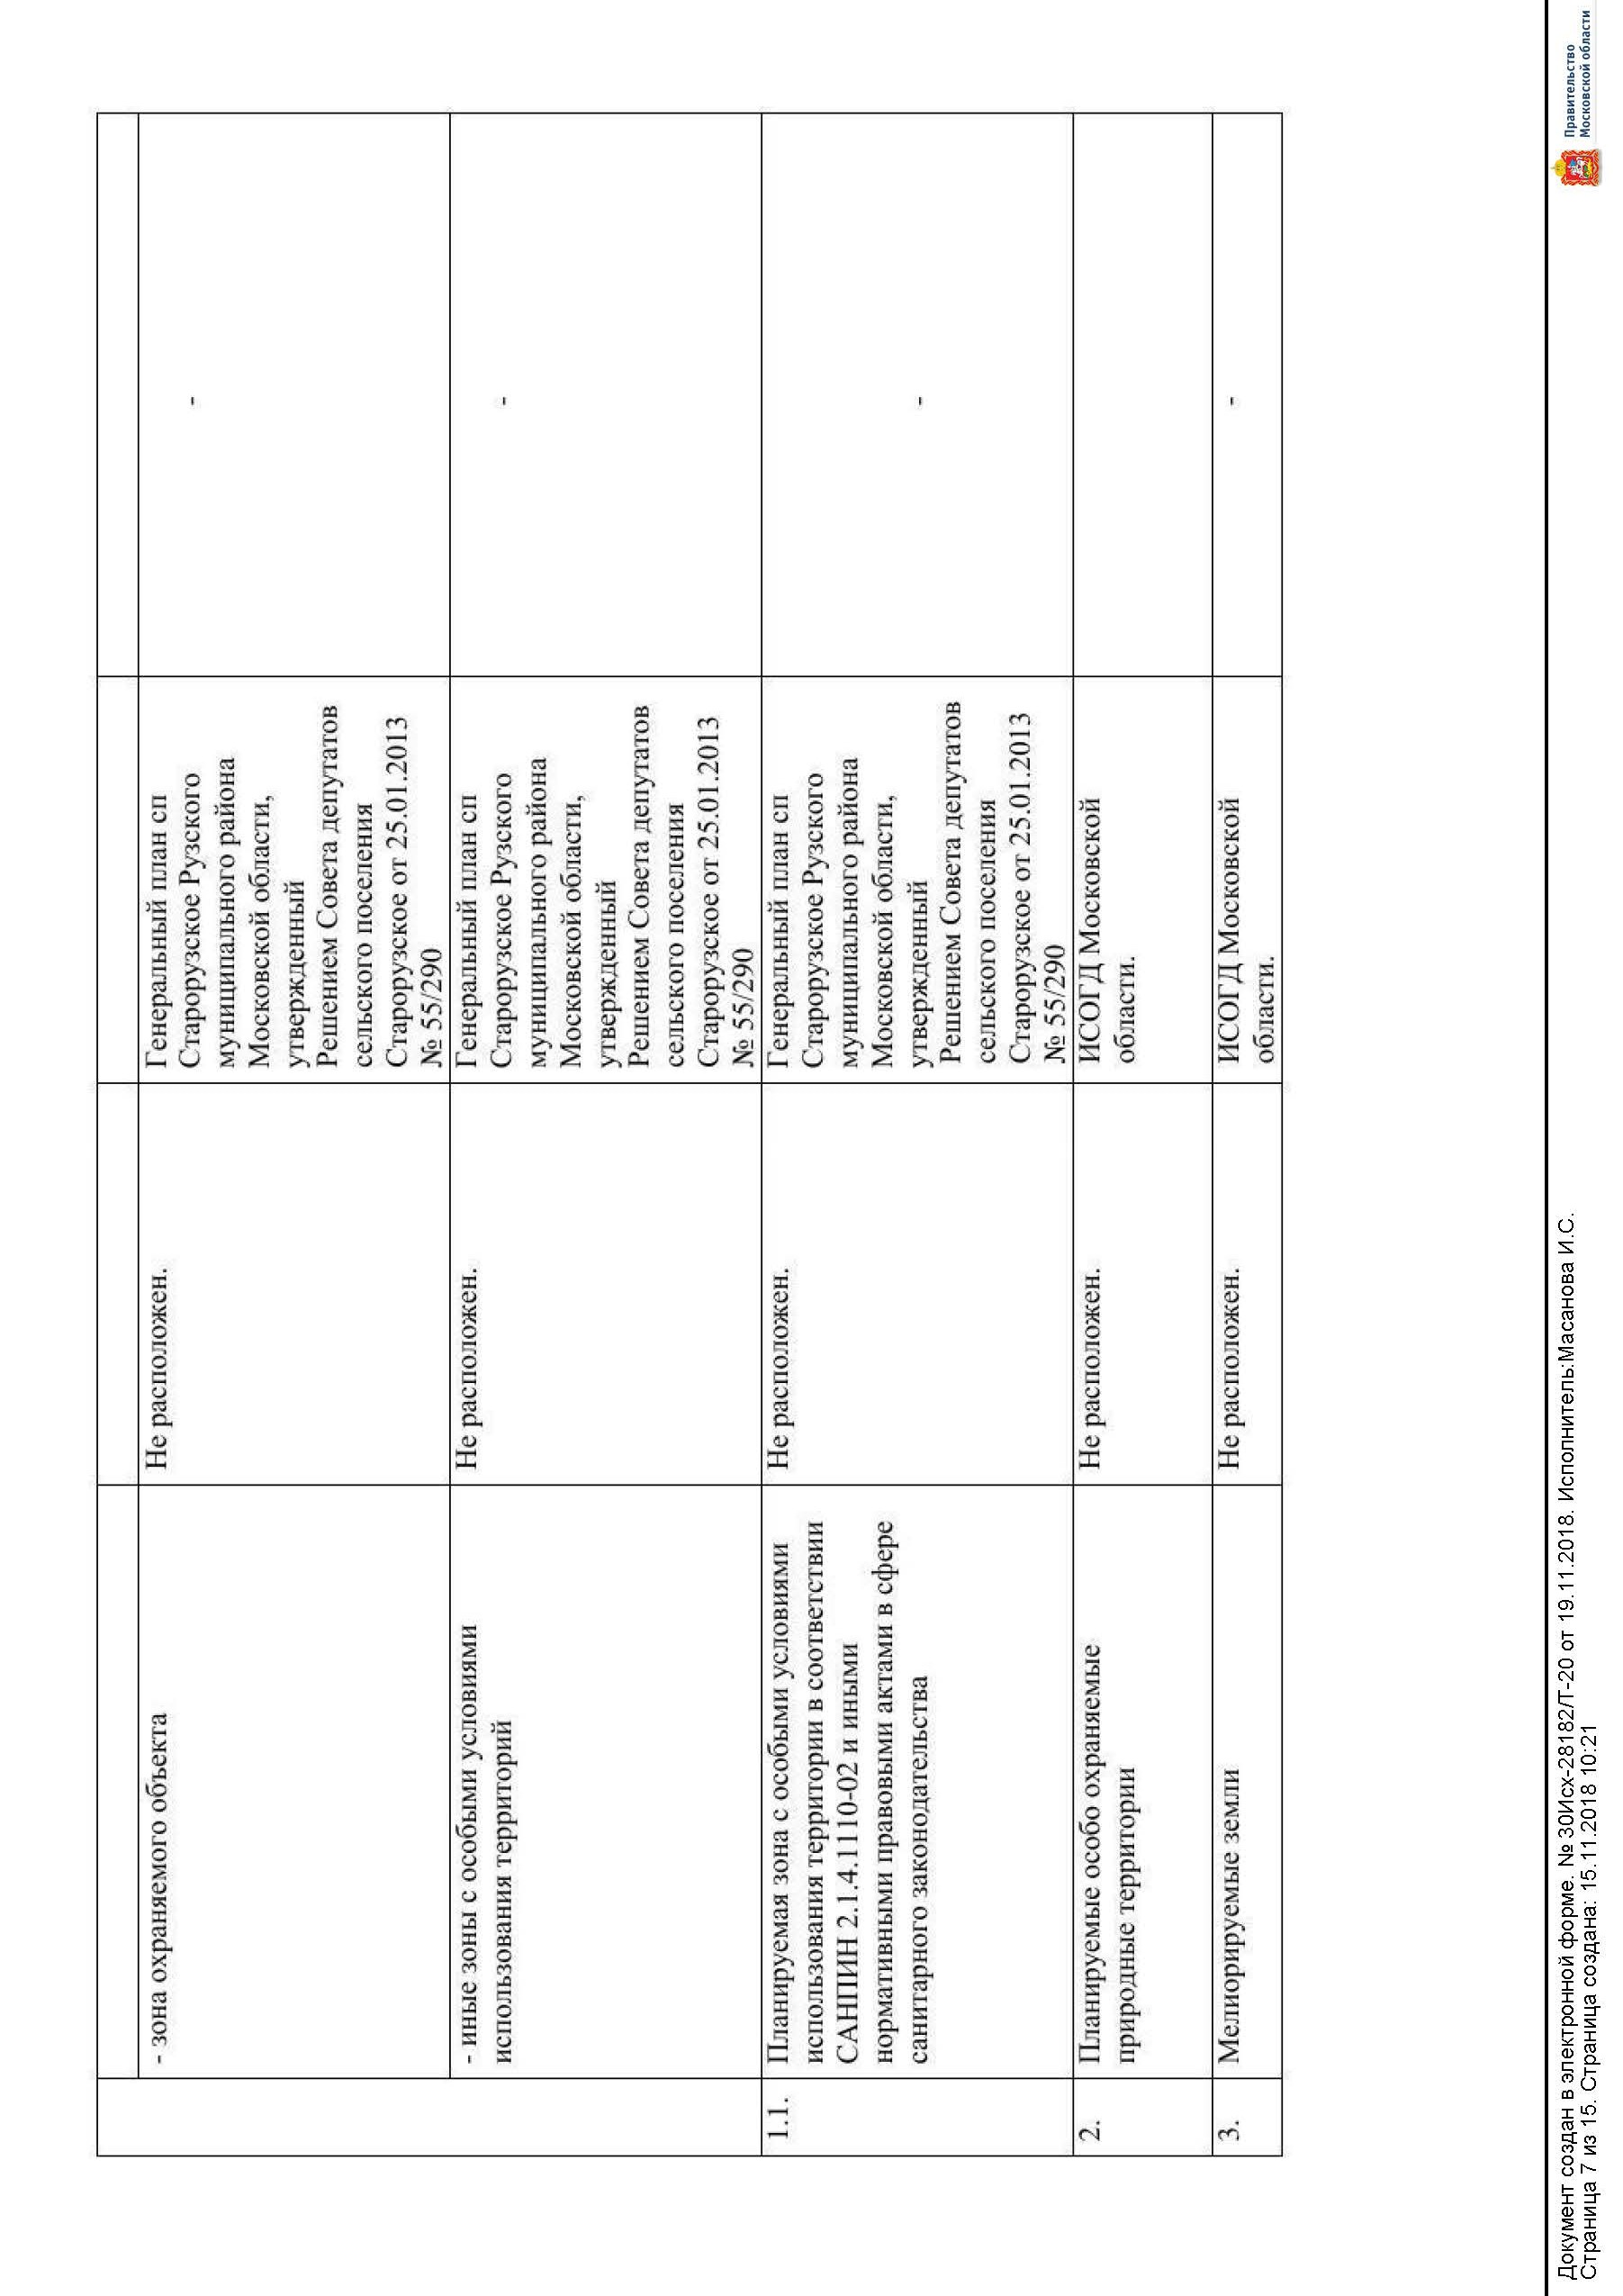 - зона охраняемого объекта
Не расположен.
Генеральный план сп
Старорузское Рузского
муниципального района
Московской области,
утвержденный
Решением Совета депутатов
сельского поселения
Старорузское от 25.01.2013
№ 55/290
-
- иные зоны с особыми условиями
использования территорий
Не расположен.
Генеральный план сп
Старорузское Рузского
муниципального района
Московской области,
утвержденный
Решением Совета депутатов
сельского поселения
Старорузское от 25.01.2013
№ 55/290
-
1.1.
Планируемая зона с особыми условиями
использования территории в соответствии
САНПИН 2.1.4.1110-02 и иными
нормативными правовыми актами в сфере
санитарного законодательства
Не расположен.
Генеральный план сп
Старорузское Рузского
муниципального района
Московской области,
утвержденный
Решением Совета депутатов
сельского поселения
Старорузское от 25.01.2013
№ 55/290
-
2.
Планируемые особо охраняемые
природные территории
Не расположен.
ИСОГД Московской
области.
3.
Мелиорируемые земли
Не расположен.
ИСОГД Московской
области.
-
Документ создан в электронной форме. № 30Исх-28182/Т-20 от 19.11.2018. Исполнитель:Масанова И.С.
Страница 7 из 15. Страница создана: 15.11.2018 10:21
Правительство
Московской области